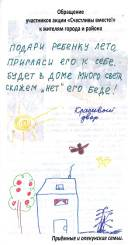 Обращение
участников акции «Счастливы вместе!»
к жителям города и района
ПОДАРИ РЕБЕНКУ ЛЕТО,
ПРИГЛАСИ ЕГО К СЕБЕ,
БУДЕТ В ДОМЕ МНОГО СВЕТА,
СКАЖЕМ „НЕТ" ЕГО БЕДЕ!
Красивый
двор
Приёмные и опекунские семьи.